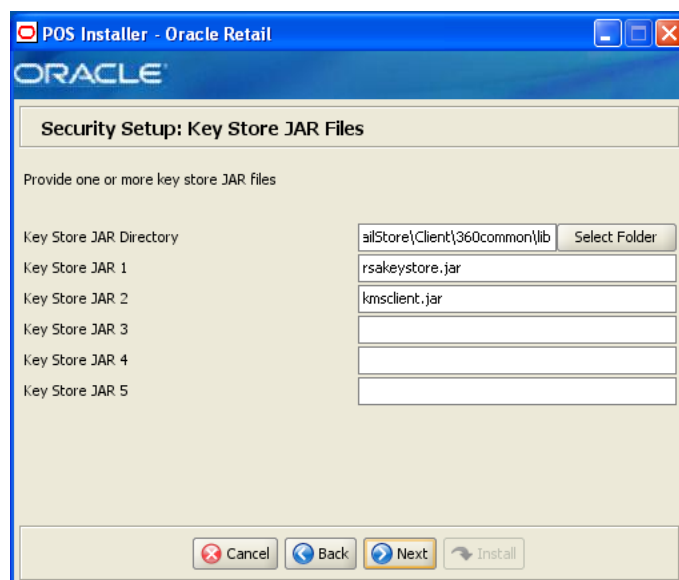 POS Installer - Oracle Retail
ORACLE
Security Setup: Key Store JAR Files
Provide one or more key store JAR files
Key Store JAR Directory ailStore\Client\360common\lib Select Folder
Key Store JAR 1 rsakeystore.jar
Key Store JAR 2 kmsclient.jar
Key Store JAR 3
Key Store JAR 4
Key Store JAR 5
Cancel Back Next Install